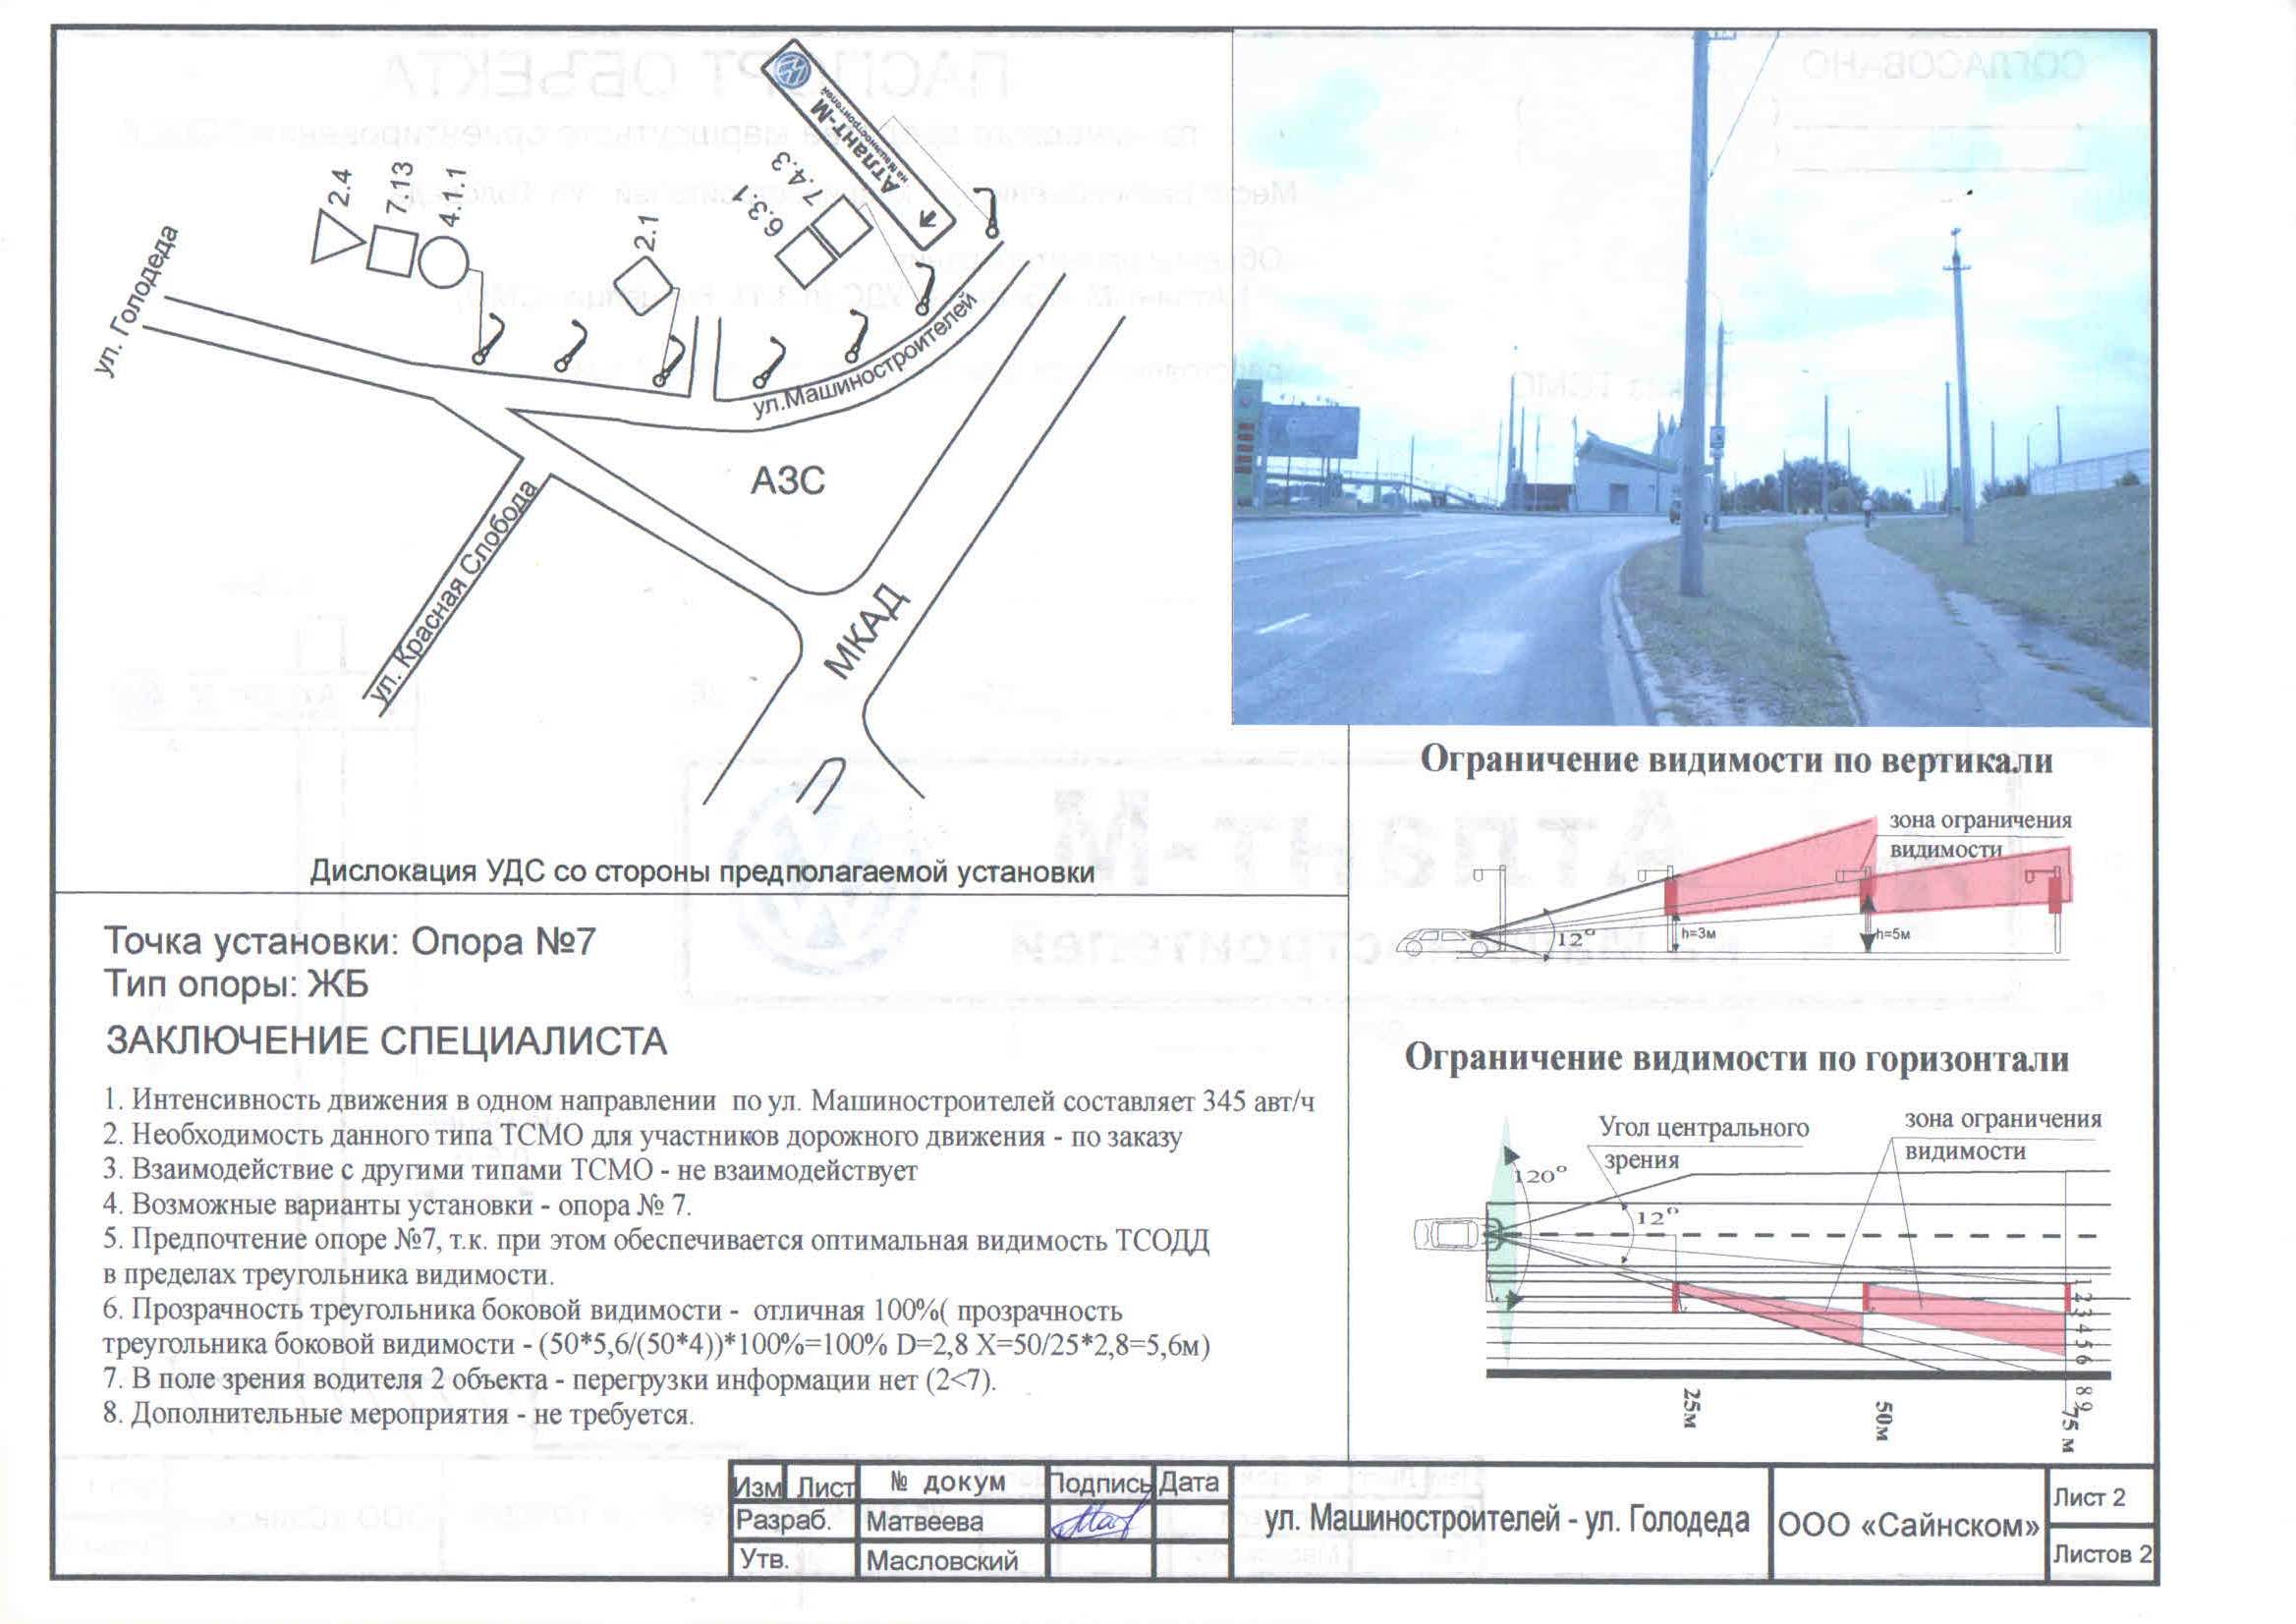 ул. Голодеда
2.4
7.13
4.1.1
2.1
6.3.1
7.4.3
Атлант-М
на Машиностроителей
ул.Машиностроителей
АЗС
ул. Красная Слобода
МКАД
Дислокация УДС со стороны предполагаемой установки
Ограничение видимости по вертикали
зона ограничения
видимости
12°
h=3м
h=5м
Ограничение видимости по горизонтали
Угол центрального
зрения
зона ограничения
видимости
120°
12°
1 2 3 4 5 6 8 9
25м
50м
75 м
Точка установки: Опора №7
Тип опоры: ЖБ
ЗАКЛЮЧЕНИЕ СПЕЦИАЛИСТА
1. Интенсивность движения в одном направлении по ул. Машиностроителей составляет 345 авт/ч
2. Необходимость данного типа ТСМО для участников дорожного движения - по заказу
3. Взаимодействие с другими типами ТСМО - не взаимодействует
4. Возможные варианты установки - опора № 7.
5. Предпочтение опоре №7, т.к. при этом обеспечивается оптимальная видимость ТСОДД
в пределах треугольника видимости.
6. Прозрачность треугольника боковой видимости - отличная 100%( прозрачность
треугольника боковой видимости - (50*5,6/(50*4))*100%=100% D=2,8 X=50/25*2,8=5,6м)
7. В поле зрения водителя 2 объекта - перегрузки информации нет (2<7).
8. Дополнительные мероприятия - не требуется.
Изм Лист № докум Подпись Дата
Разраб. Матвеева
Утв. Масловский
ул. Машиностроителей - ул. Голодеда
ООО «Сайнском»
Лист 2
Листов 2